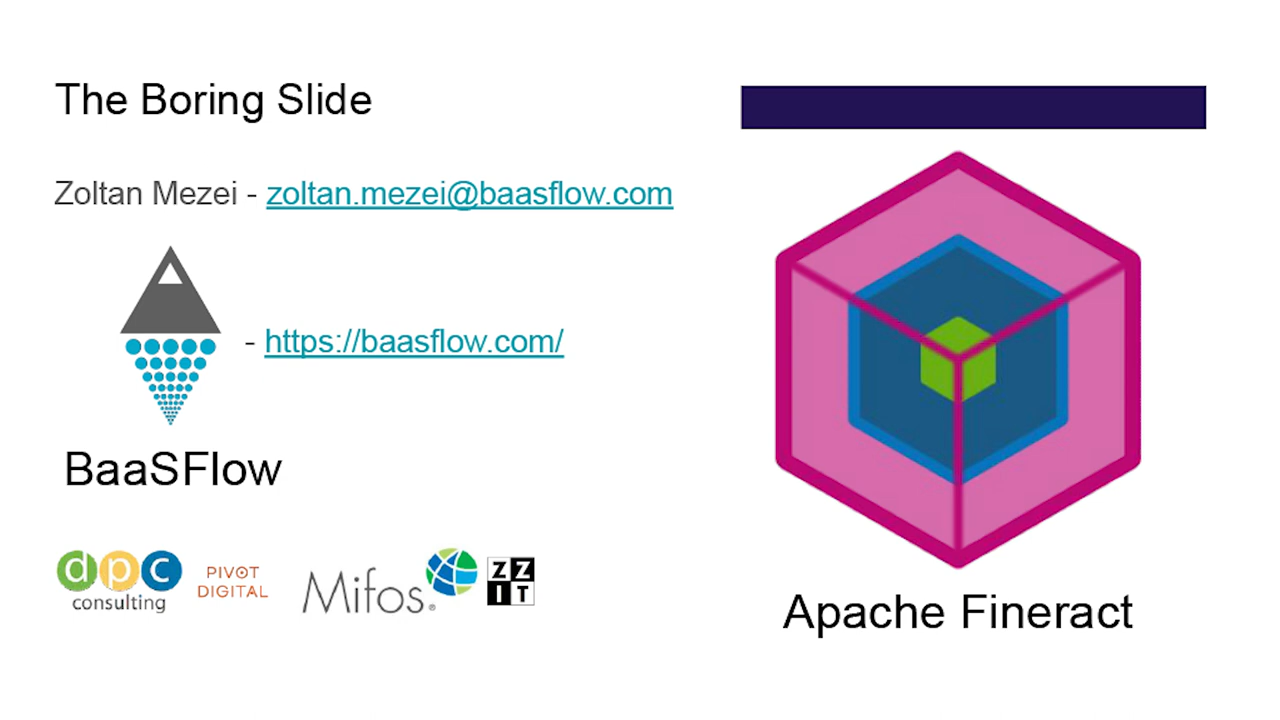 The Boring Slide
Zoltan Mezei - zoltan.mezei@baasflow.com
- https://baasflow.com/
BaaSFlow
dpc
consulting
PIVOT
DIGITAL
Mifos®
ZZ
IT
Apache Fineract